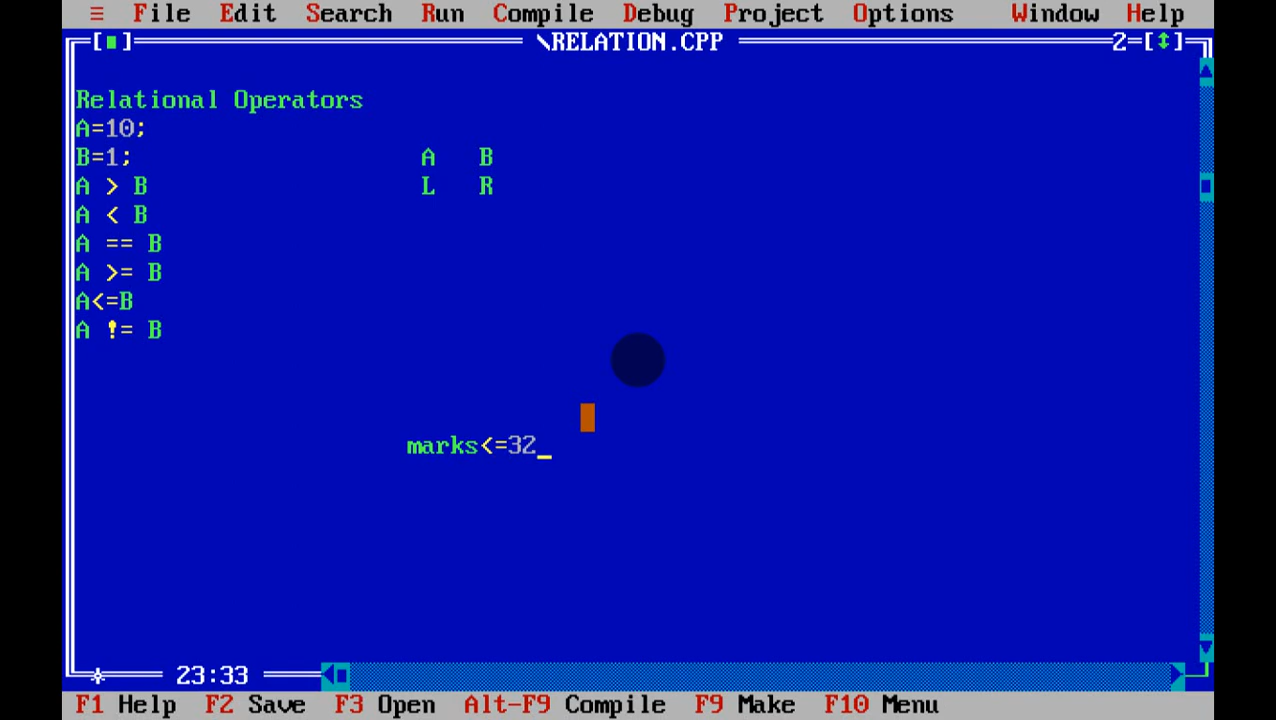 ≡ File Edit Search Run Compile Debug Project Options Window Help
[■] \RELATION.CPP 2=[↕]
Relational Operators
A=10;
B=1; A B
A > B L R
A < B
A == B
A >= B
A<=B
A != B
marks<=32_
23:33
F1 Help F2 Save F3 Open Alt-F9 Compile F9 Make F10 Menu